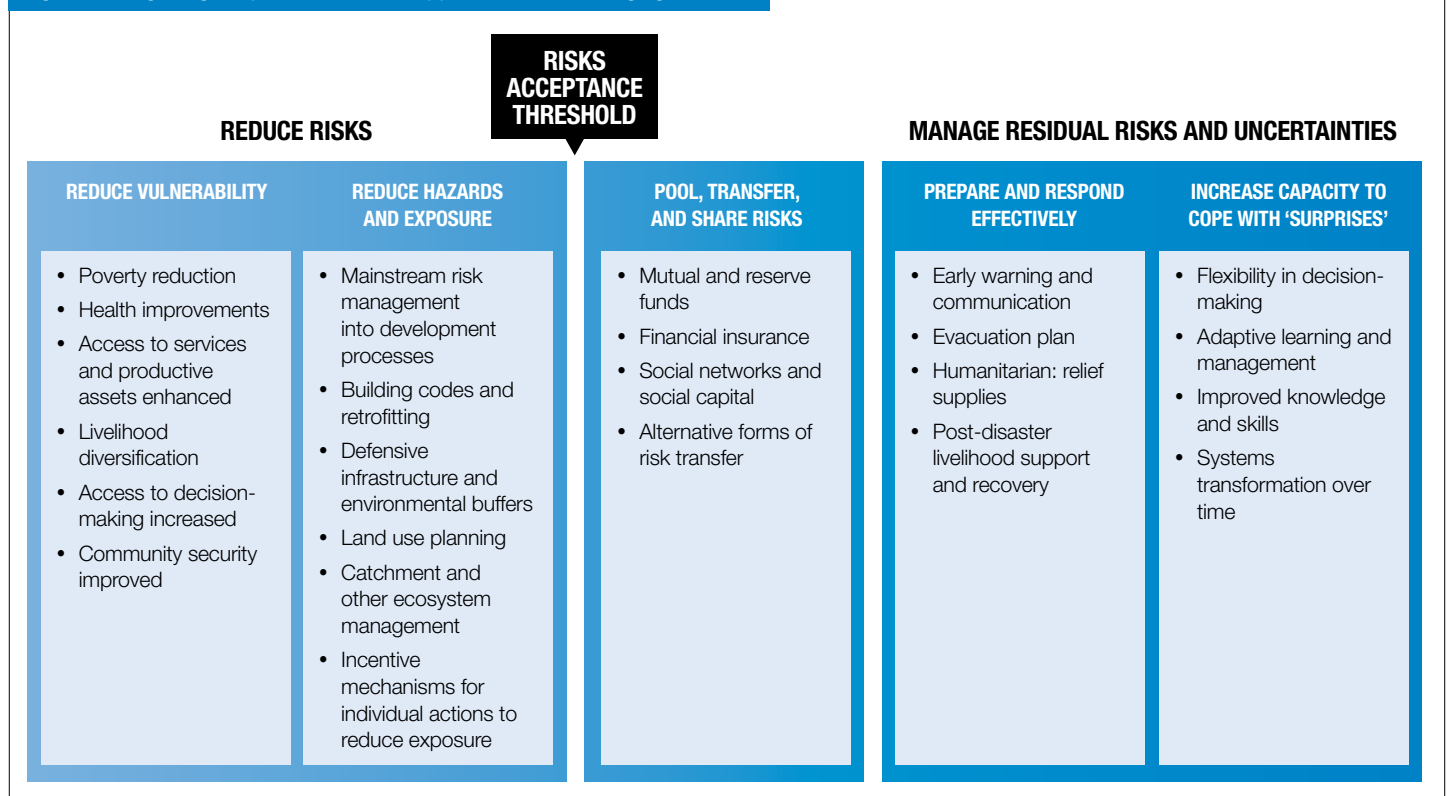 RISKS
ACCEPTANCE
THRESHOLD
REDUCE RISKS
MANAGE RESIDUAL RISKS AND UNCERTAINTIES
REDUCE VULNERABILITY
• Poverty reduction
• Health improvements
• Access to services
and productive
assets enhanced
• Livelihood
diversification
• Access to decision-
making increased
• Community security
improved
REDUCE HAZARDS
AND EXPOSURE
• Mainstream risk
management
into development
processes
• Building codes and
retrofitting
• Defensive
infrastructure and
environmental buffers
• Land use planning
• Catchment and
other ecosystem
management
• Incentive
mechanisms for
individual actions to
reduce exposure
POOL, TRANSFER,
AND SHARE RISKS
• Mutual and reserve
funds
• Financial insurance
• Social networks and
social capital
• Alternative forms of
risk transfer
PREPARE AND RESPOND
EFFECTIVELY
• Early warning and
communication
• Evacuation plan
• Humanitarian: relief
supplies
• Post-disaster
livelihood support
and recovery
INCREASE CAPACITY TO
COPE WITH ‘SURPRISES’
• Flexibility in decision-
making
• Adaptive learning and
management
• Improved knowledge
and skills
• Systems
transformation over
time